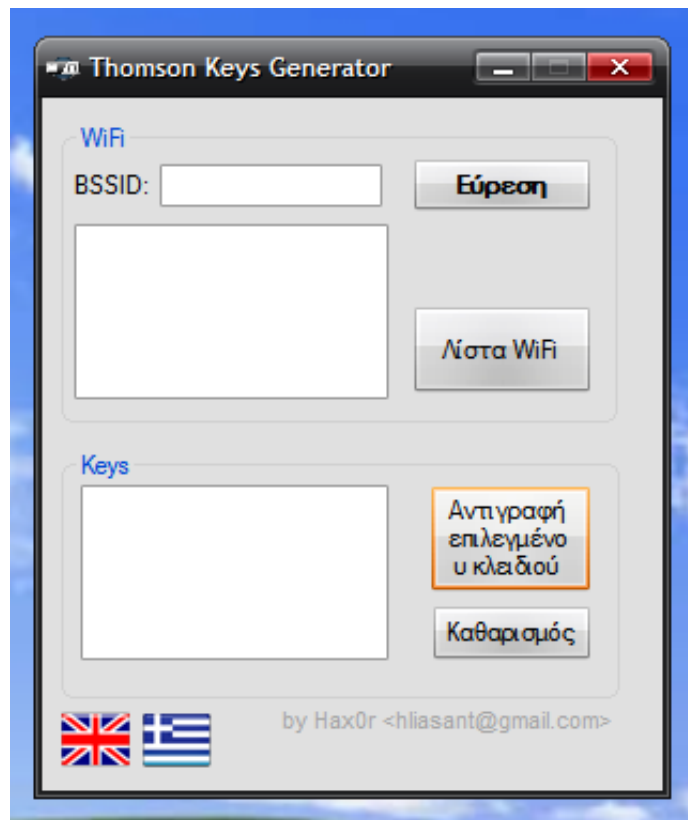 Thomson Keys Generator
WiFi
BSSID:
Εύρεση
Λίστα WiFi
Keys
Αντιγραφή
επιλεγμένο
υ κλειδιού
Καθαρισμός
by Hax0r <hliasant@gmail.com>